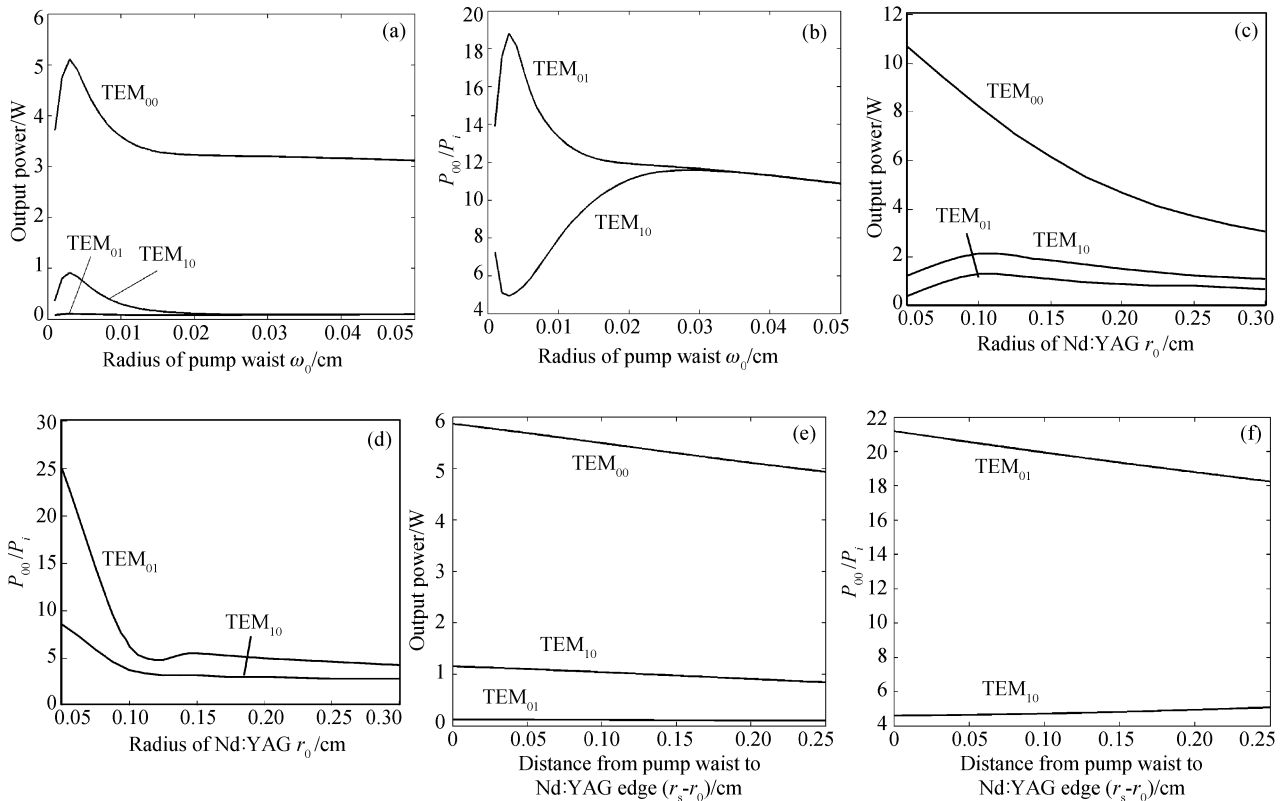 (a)
6
5
4
3
2
1
0
Output power/W
TEM00
TEM01
TEM10
0 0.01 0.02 0.03 0.04 0.05
Radius of pump waist ω0/cm
(b)
20
18
16
14
12
10
8
6
4
P00/Pi
TEM01
TEM10
0 0.01 0.02 0.03 0.04 0.05
Radius of pump waist ω0/cm
(c)
12
10
8
6
4
2
0
Output power/W
TEM00
TEM01
TEM10
0.05 0.10 0.15 0.20 0.25 0.30
Radius of Nd:YAG r0/cm
(d)
30
25
20
15
10
5
0
P00/Pi
TEM01
TEM10
0.05 0.10 0.15 0.20 0.25 0.30
Radius of Nd:YAG r0/cm
(e)
6
5
4
3
2
1
0
Output power/W
TEM00
TEM10
TEM01
0 0.05 0.10 0.15 0.20 0.25
Distance from pump waist to
Nd:YAG edge (rs-r0)/cm
(f)
22
20
18
16
14
12
10
8
6
4
P00/Pi
TEM01
TEM10
0 0.05 0.10 0.15 0.20 0.25
Distance from pump waist to
Nd:YAG edge (rs-r0)/cm